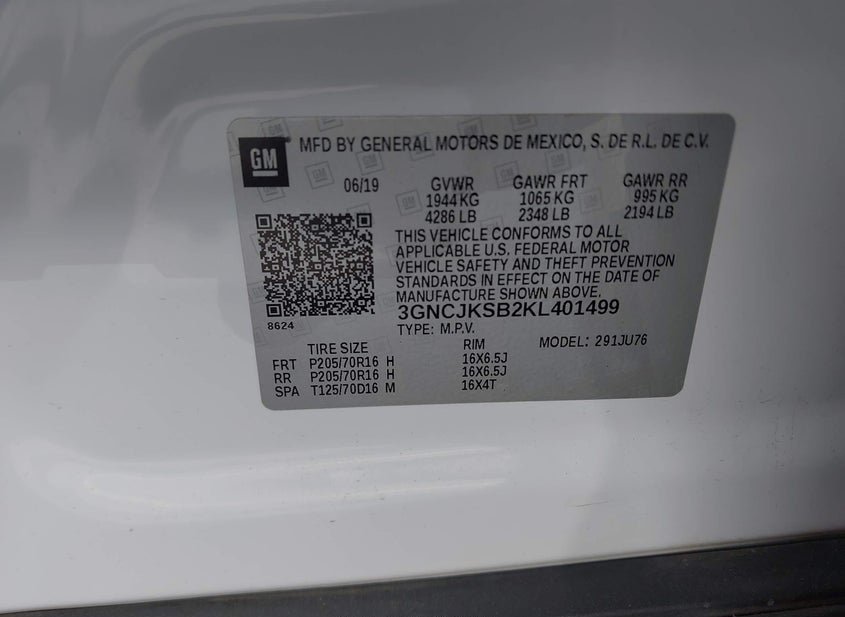 GM
MFD BY GENERAL MOTORS DE MEXICO, S. DE R.L. DE C.V.
06/19 GVWR GAWR FRT GAWR RR
1944 KG 1065 KG 995 KG
4286 LB 2348 LB 2194 LB
THIS VEHICLE CONFORMS TO ALL
APPLICABLE U.S. FEDERAL MOTOR
VEHICLE SAFETY AND THEFT PREVENTION
STANDARDS IN EFFECT ON THE DATE OF
MANUFACTURE SHOWN ABOVE.
3GNCJKSB2KL401499
8624
TYPE: M.P.V.
TIRE SIZE RIM MODEL: 291JU76
FRT P205/70R16 H 16X6.5J
RR P205/70R16 H 16X6.5J
SPA T125/70D16 M 16X4T